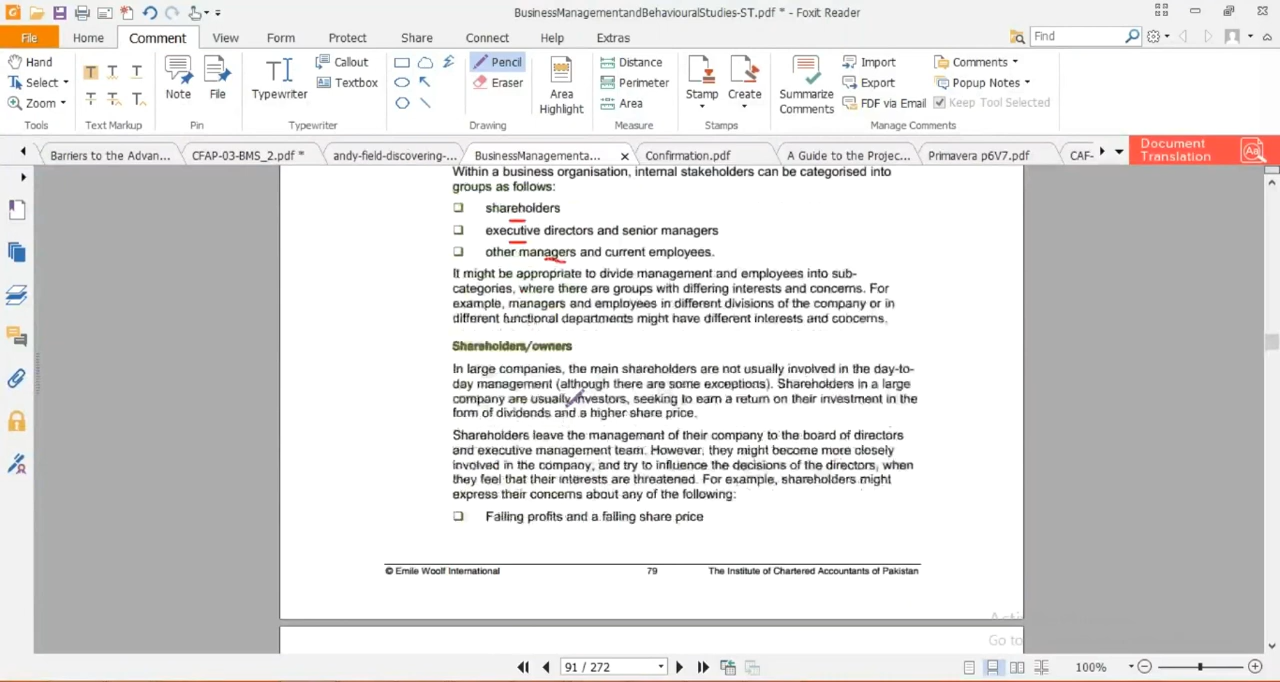 BusinessManagementandBehaviouralStudies-ST.pdf * - Foxit Reader
File Home Comment View Form Protect Share Connect Help Extras Find
Hand Select Zoom Tools
T T T T T T Text Markup
Note File Pin
Typewriter Callout Textbox Typewriter
Pencil Eraser Drawing
Area Highlight Distance Perimeter Area Measure
Stamp Create Stamps
Summarize Comments Import Export FDF via Email Comments Popup Notes Keep Tool Selected Manage Comments
Barriers to the Advan... CFAP-03-BMS_2.pdf * andy-field-discovering-... BusinessManagementa... Confirmation.pdf A Guide to the Projec... Primavera p6V7.pdf CAF- Document Translation
Within a business organisation, internal stakeholders can be categorised into
groups as follows:
❑ shareholders
❑ executive directors and senior managers
❑ other managers and current employees.
It might be appropriate to divide management and employees into sub-
categories, where there are groups with differing interests and concerns. For
example, managers and employees in different divisions of the company or in
different functional departments might have different interests and concerns.
Shareholders/owners
In large companies, the main shareholders are not usually involved in the day-to-
day management (although there are some exceptions). Shareholders in a large
company are usually investors, seeking to earn a return on their investment in the
form of dividends and a higher share price.
Shareholders leave the management of their company to the board of directors
and executive management team. However, they might become more closely
involved in the company, and try to influence the decisions of the directors, when
they feel that their interests are threatened. For example, shareholders might
express their concerns about any of the following:
❑ Falling profits and a falling share price
© Emile Woolf International 79 The Institute of Chartered Accountants of Pakistan
Go to
91 / 272 100%